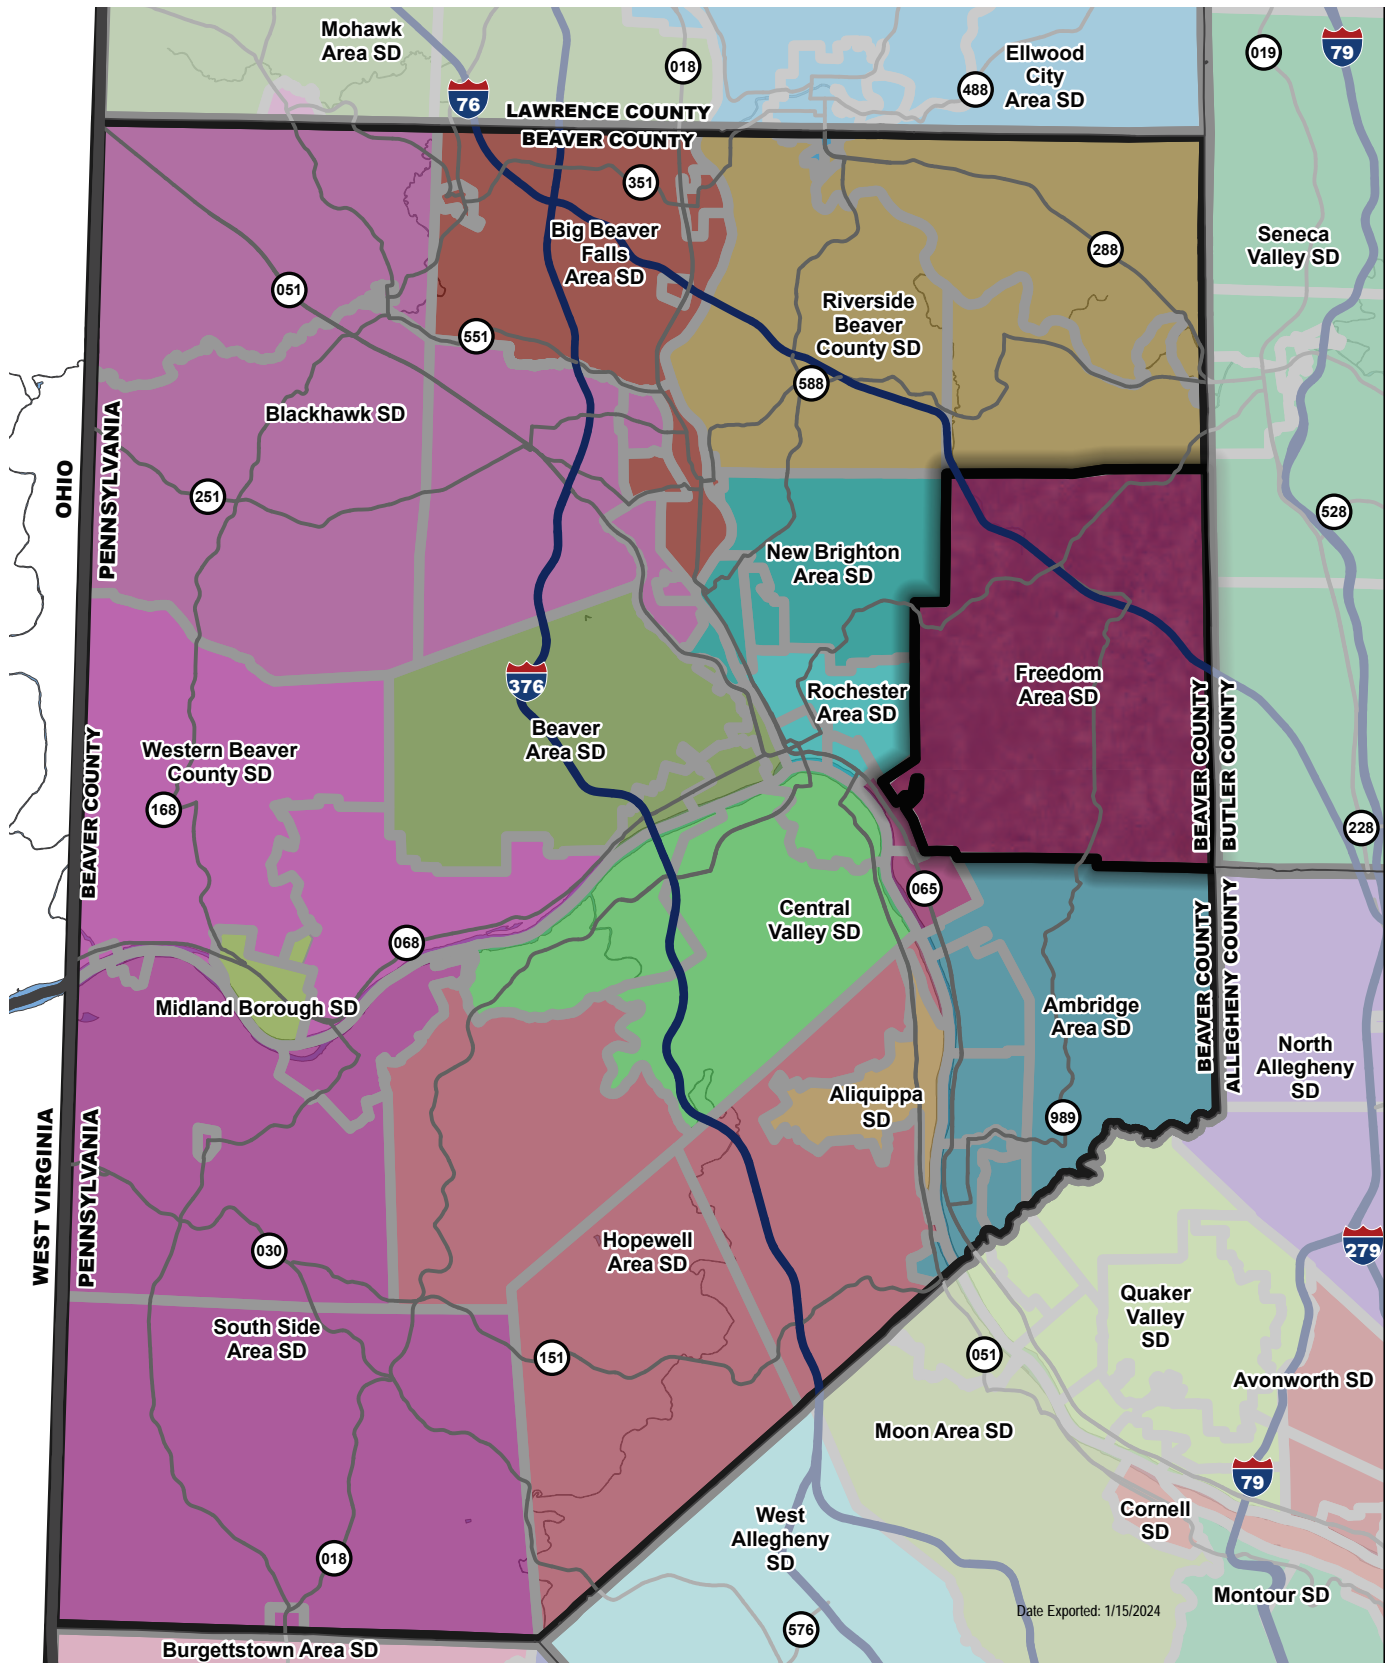 Mohawk
Area SD
018
Ellwood
City
Area SD
488
019
79
76
LAWRENCE COUNTY
BEAVER COUNTY
351
Big Beaver
Falls
Area SD
288
Seneca
Valley SD
051
551
Riverside
Beaver
County SD
588
Blackhawk SD
OHIO
PENNSYLVANIA
251
528
New Brighton
Area SD
376
Freedom
Area SD
Rochester
Area SD
Beaver
Area SD
Western Beaver
County SD
168
BEAVER COUNTY
BEAVER COUNTY
BUTLER COUNTY
228
065
Central
Valley SD
068
BEAVER COUNTY
ALLEGHENY COUNTY
Midland Borough SD
Ambridge
Area SD
North
Allegheny
SD
Aliquippa
SD
989
WEST VIRGINIA
PENNSYLVANIA
030
Hopewell
Area SD
279
Quaker
Valley
SD
South Side
Area SD
151
051
Avonworth SD
Moon Area SD
79
Cornell
SD
West
Allegheny
SD
018
Montour SD
Date Exported: 1/15/2024
576
Burgettstown Area SD